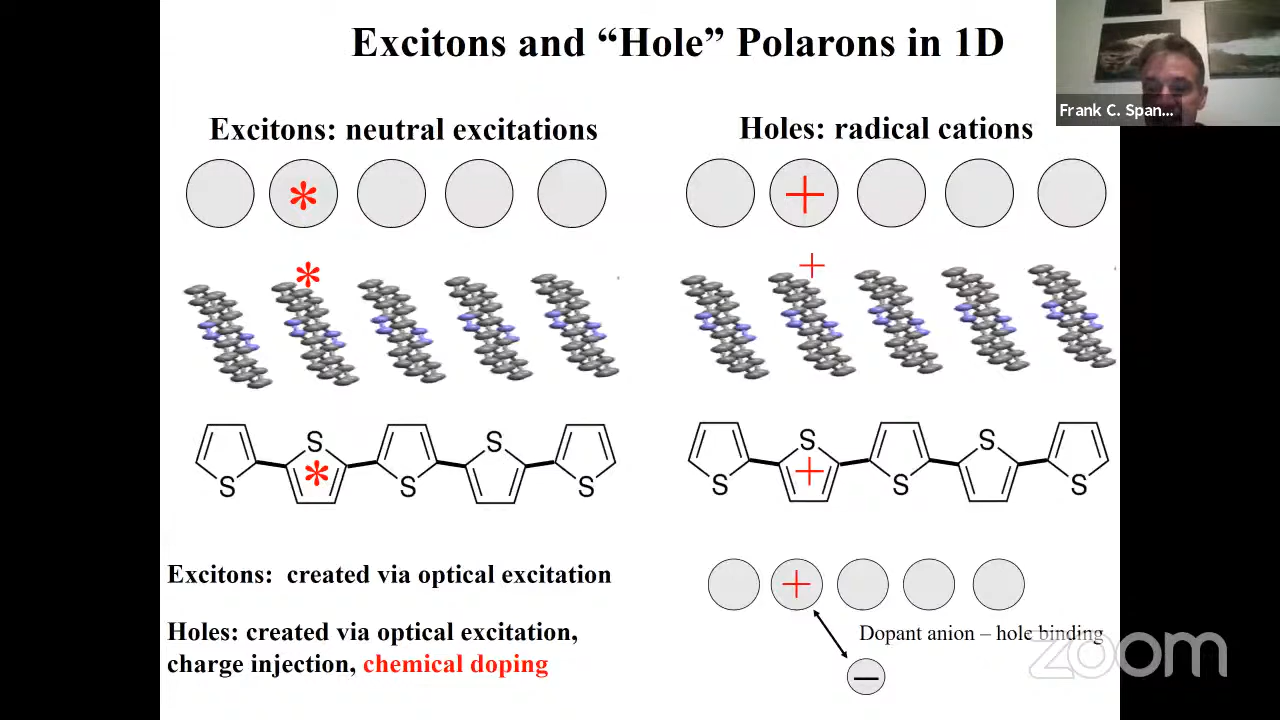 Excitons and “Hole” Polarons in 1D
Frank C. Span...
Excitons: neutral excitations
Holes: radical cations
*
+
*
+
S
S
S
S
S
*
S
S
S
S
S
+
Excitons: created via optical excitation
Holes: created via optical excitation,
charge injection, chemical doping
+
Dopant anion – hole binding
–
zoom